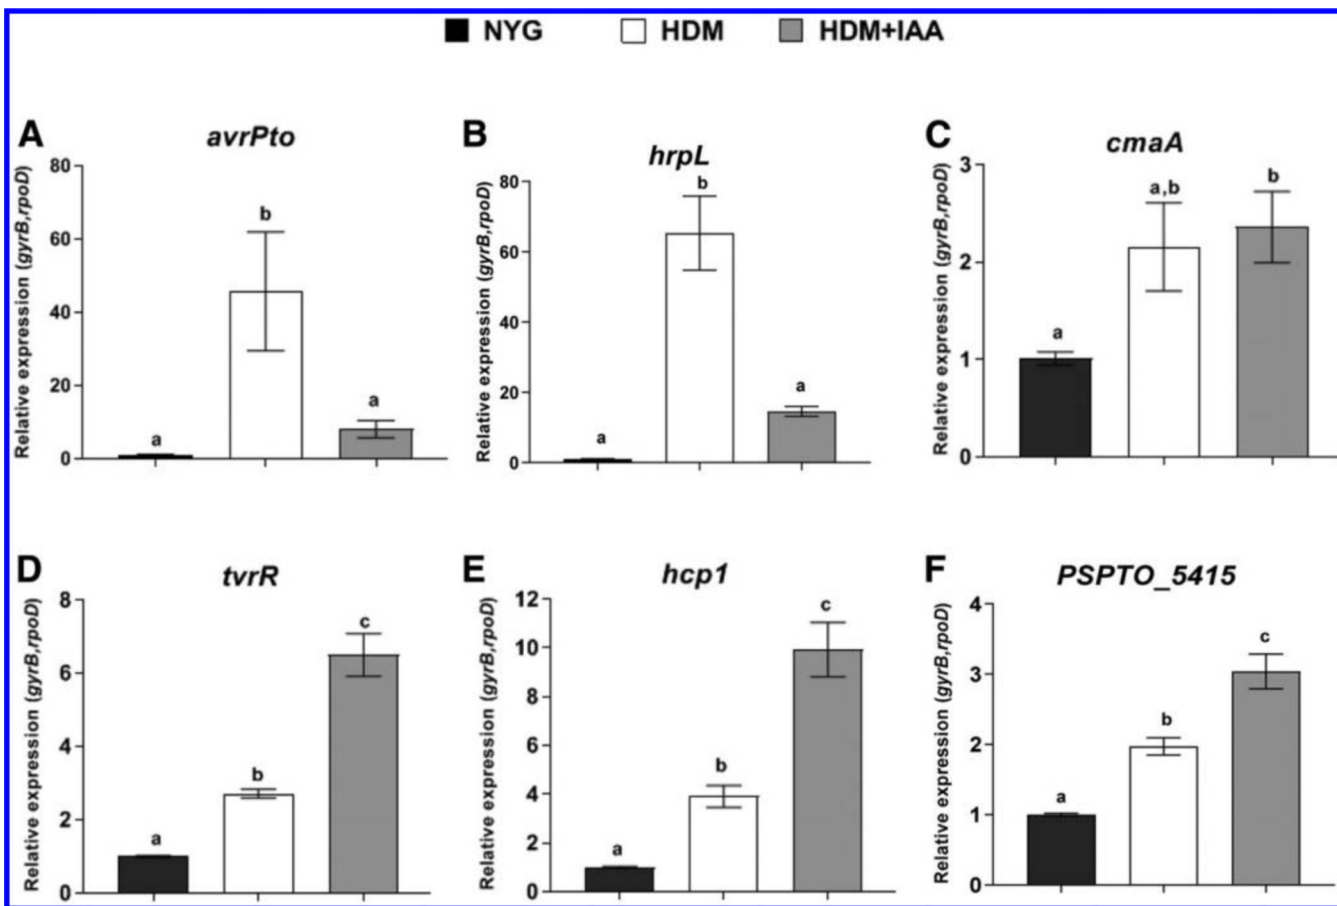 NYG HDM HDM+IAA
A avrPto
Relative expression (gyrB,rpoD)
80
60
40
20
0
a
b
a
B hrpL
Relative expression (gyrB,rpoD)
80
60
40
20
0
a
b
a
C cmaA
Relative expression (gyrB,rpoD)
3
2
1
0
a
a,b
b
D tvrR
Relative expression (gyrB,rpoD)
8
6
4
2
0
a
b
c
E hcp1
Relative expression (gyrB,rpoD)
12
10
8
6
4
2
0
a
b
c
F PSPTO_5415
Relative expression (gyrB,rpoD)
4
3
2
1
0
a
b
c